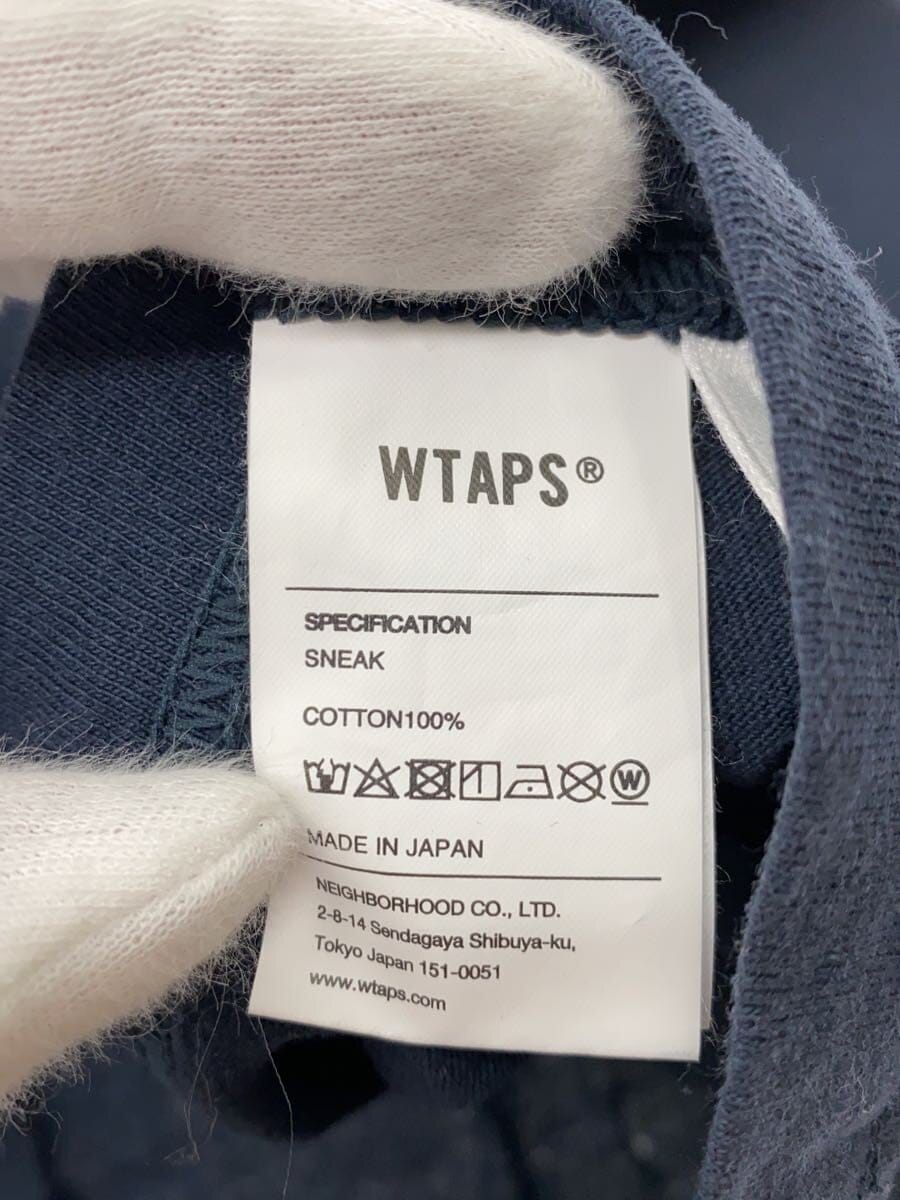 WTAPS®
SPECIFICATION
SNEAK
COTTON100%
W
MADE IN JAPAN
NEIGHBORHOOD CO., LTD.
2-8-14 Sendagaya Shibuya-ku,
Tokyo Japan 151-0051
www.wtaps.com